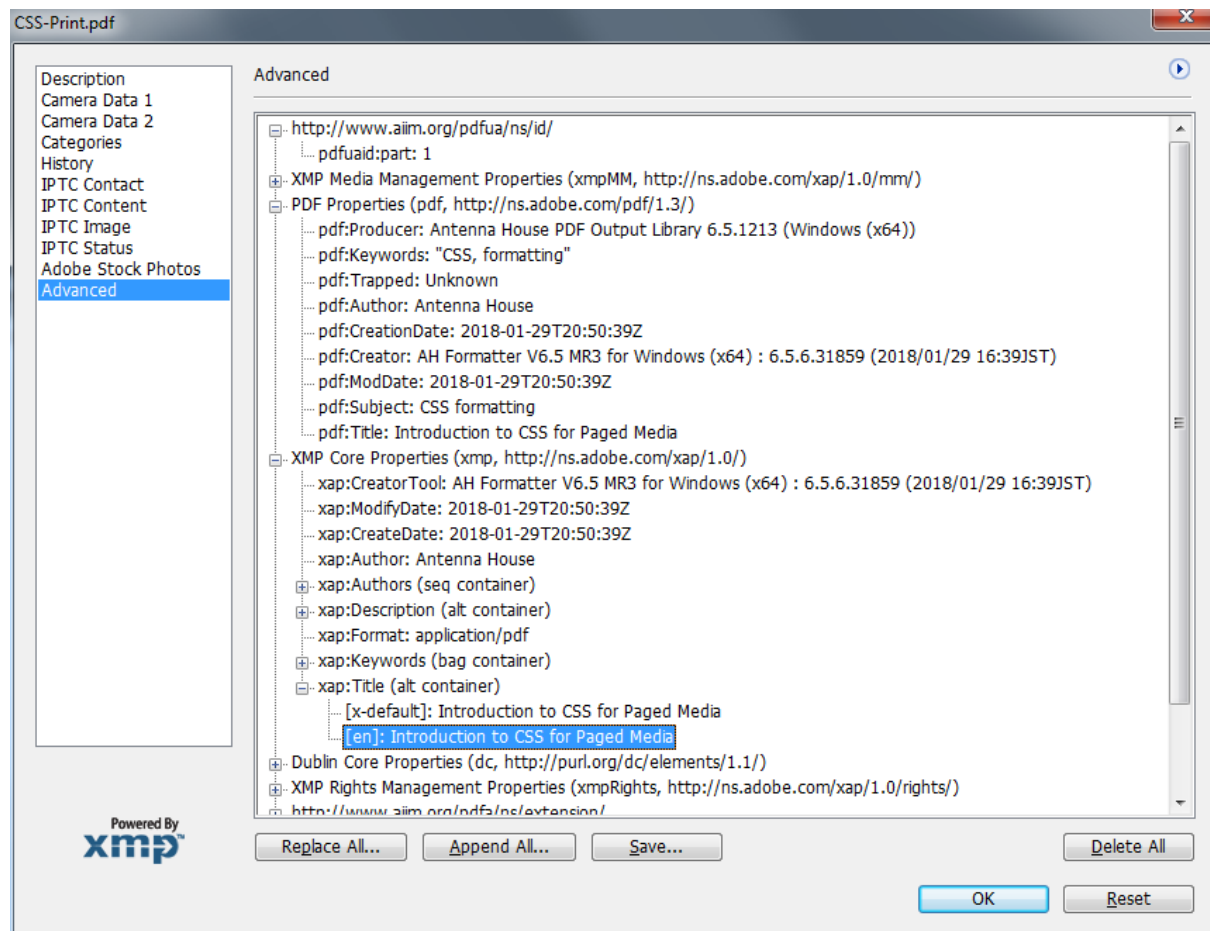 CSS-Print.pdf
Description
Camera Data 1
Camera Data 2
Categories
History
IPTC Contact
IPTC Content
IPTC Image
IPTC Status
Adobe Stock Photos
Advanced
Powered By
xmp™
Advanced
http://www.aiim.org/pdfua/ns/id/
pdfuaid:part: 1
XMP Media Management Properties (xmpMM, http://ns.adobe.com/xap/1.0/mm/)
PDF Properties (pdf, http://ns.adobe.com/pdf/1.3/)
pdf:Producer: Antenna House PDF Output Library 6.5.1213 (Windows (x64))
pdf:Keywords: "CSS, formatting"
pdf:Trapped: Unknown
pdf:Author: Antenna House
pdf:CreationDate: 2018-01-29T20:50:39Z
pdf:Creator: AH Formatter V6.5 MR3 for Windows (x64) : 6.5.6.31859 (2018/01/29 16:39JST)
pdf:ModDate: 2018-01-29T20:50:39Z
pdf:Subject: CSS formatting
pdf:Title: Introduction to CSS for Paged Media
XMP Core Properties (xmp, http://ns.adobe.com/xap/1.0/)
xap:CreatorTool: AH Formatter V6.5 MR3 for Windows (x64) : 6.5.6.31859 (2018/01/29 16:39JST)
xap:ModifyDate: 2018-01-29T20:50:39Z
xap:CreateDate: 2018-01-29T20:50:39Z
xap:Author: Antenna House
xap:Authors (seq container)
xap:Description (alt container)
xap:Format: application/pdf
xap:Keywords (bag container)
xap:Title (alt container)
[x-default]: Introduction to CSS for Paged Media
[en]: Introduction to CSS for Paged Media
Dublin Core Properties (dc, http://purl.org/dc/elements/1.1/)
XMP Rights Management Properties (xmpRights, http://ns.adobe.com/xap/1.0/rights/)
http://www.aiim.org/pdfa/ns/extension/
Replace All...
Append All...
Save...
Delete All
OK
Reset